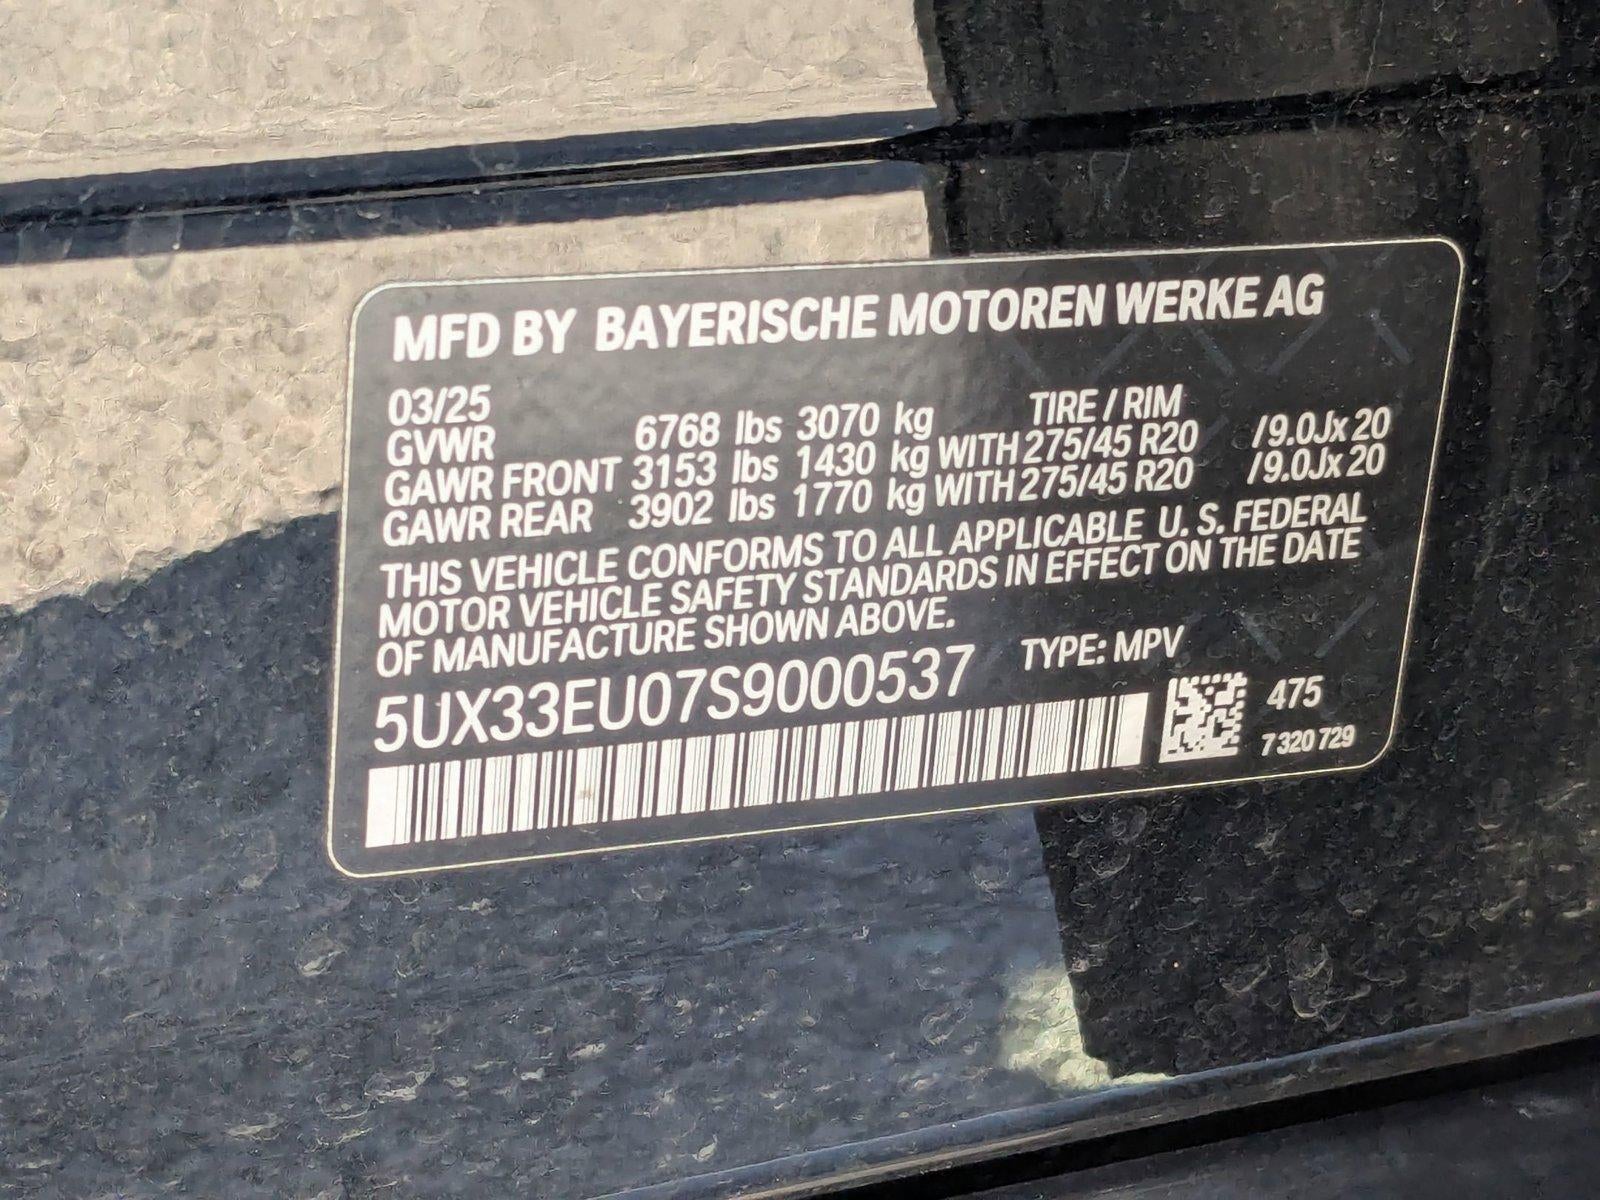 MFD BY BAYERISCHE MOTOREN WERKE AG
03/25 TIRE / RIM
GVWR 6768 lbs 3070 kg
GAWR FRONT 3153 lbs 1430 kg WITH 275/45 R20 /9.0Jx 20
GAWR REAR 3902 lbs 1770 kg WITH 275/45 R20 /9.0Jx 20
THIS VEHICLE CONFORMS TO ALL APPLICABLE U. S. FEDERAL
MOTOR VEHICLE SAFETY STANDARDS IN EFFECT ON THE DATE
OF MANUFACTURE SHOWN ABOVE.
5UX33EU07S9000537 TYPE: MPV
475
7 320 729